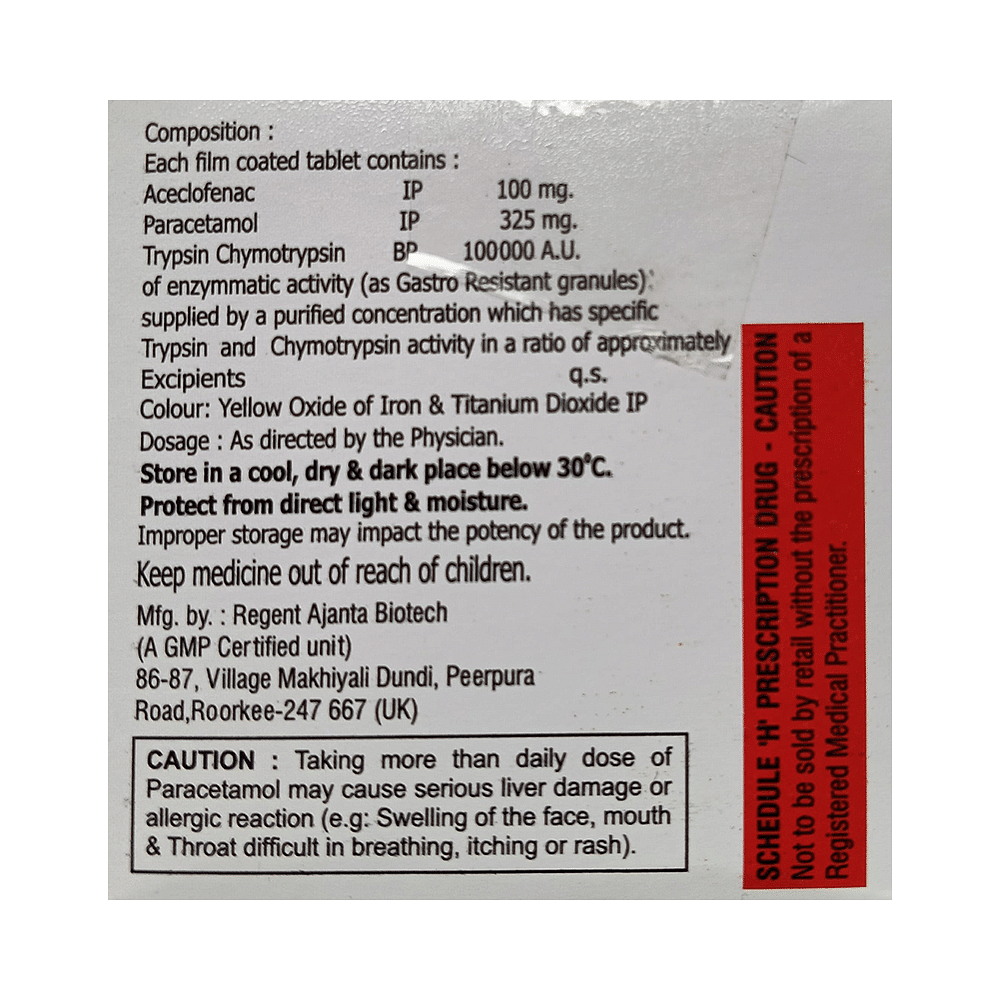 Composition :
Each film coated tablet contains :
Aceclofenac IP 100 mg.
Paracetamol IP 325 mg.
Trypsin Chymotrypsin BP 100000 A.U.
of enzymmatic activity (as Gastro Resistant granules)
supplied by a purified concentration which has specific
Trypsin and Chymotrypsin activity in a ratio of approximately
Excipients q.s.
Colour: Yellow Oxide of Iron & Titanium Dioxide IP
Dosage : As directed by the Physician.
Store in a cool, dry & dark place below 30°C.
Protect from direct light & moisture.
Improper storage may impact the potency of the product.
Keep medicine out of reach of children.
Mfg. by. : Regent Ajanta Biotech
(A GMP Certified unit)
86-87, Village Makhiyali Dundi, Peerpura
Road,Roorkee-247 667 (UK)
CAUTION : Taking more than daily dose of
Paracetamol may cause serious liver damage or
allergic reaction (e.g: Swelling of the face, mouth
& Throat difficult in breathing, itching or rash).
SCHEDULE 'H' PRESCRIPTION DRUG - CAUTION
Not to be sold by retail without the prescription of a
Registered Medical Practitioner.